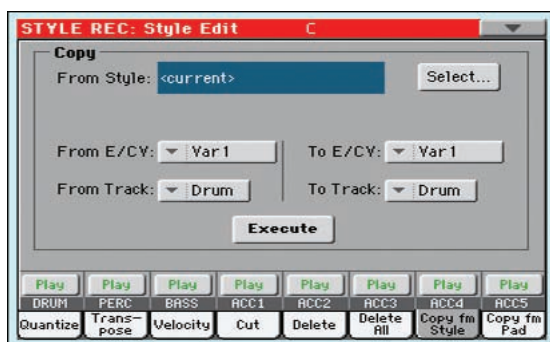 STYLE REC: Style Edit C
Copy
From Style: <current> Select...
From E/CV: Var1 To E/CV: Var1
From Track: Drum To Track: Drum
Execute
Play Play Play Play Play Play Play Play
DRUM PERC BASS ACC1 ACC2 ACC3 ACC4 ACC5
Quantize Trans-pose Velocity Cut Delete Delete All Copy fm Style Copy fm Pad